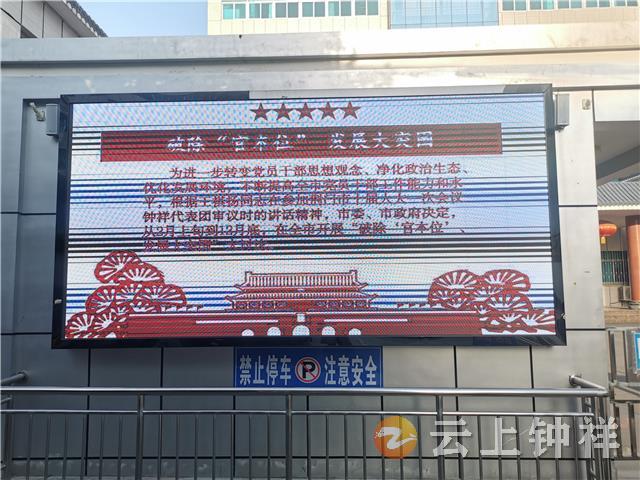 破除“官本位” 发展大突围
为进一步转变党员干部思想观念、净化政治生态、
优化发展环境，不断提高全市党员干部工作能力和水
平，根据王祺扬同志在参加荆门市十届人大一次会议
钟祥代表团审议时的讲话精神，市委、市政府决定，
从2月上旬到12月底，在全市开展“破除‘官本位’、
发展大突围”大讨论。
禁止停车 P 注意安全
云上钟祥